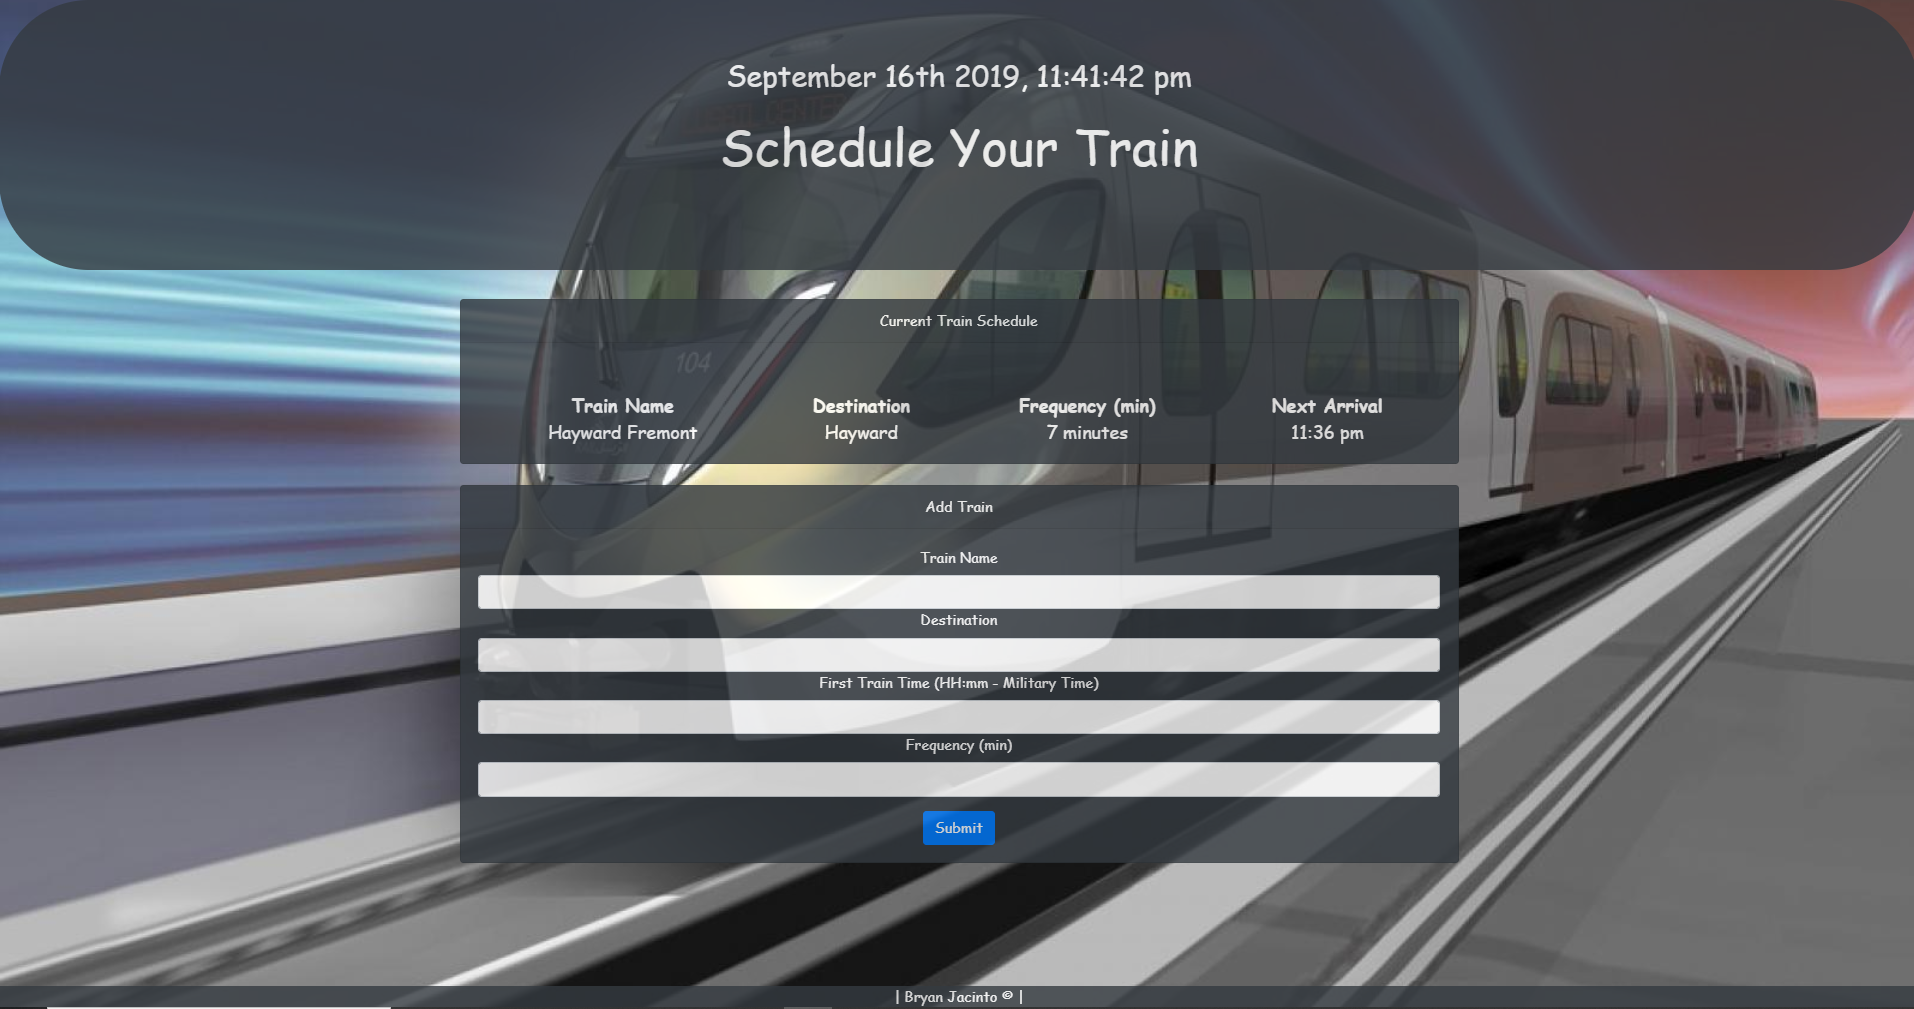 September 16th 2019, 11:41:42 pm
Schedule Your Train
Current Train Schedule
104
Train Name Destination Frequency (min) Next Arrival
Hayward Fremont Hayward 7 minutes 11:36 pm
Add Train
Train Name
Destination
First Train Time (HH:mm - Military Time)
Frequency (min)
Submit
| Bryan Jacinto © |